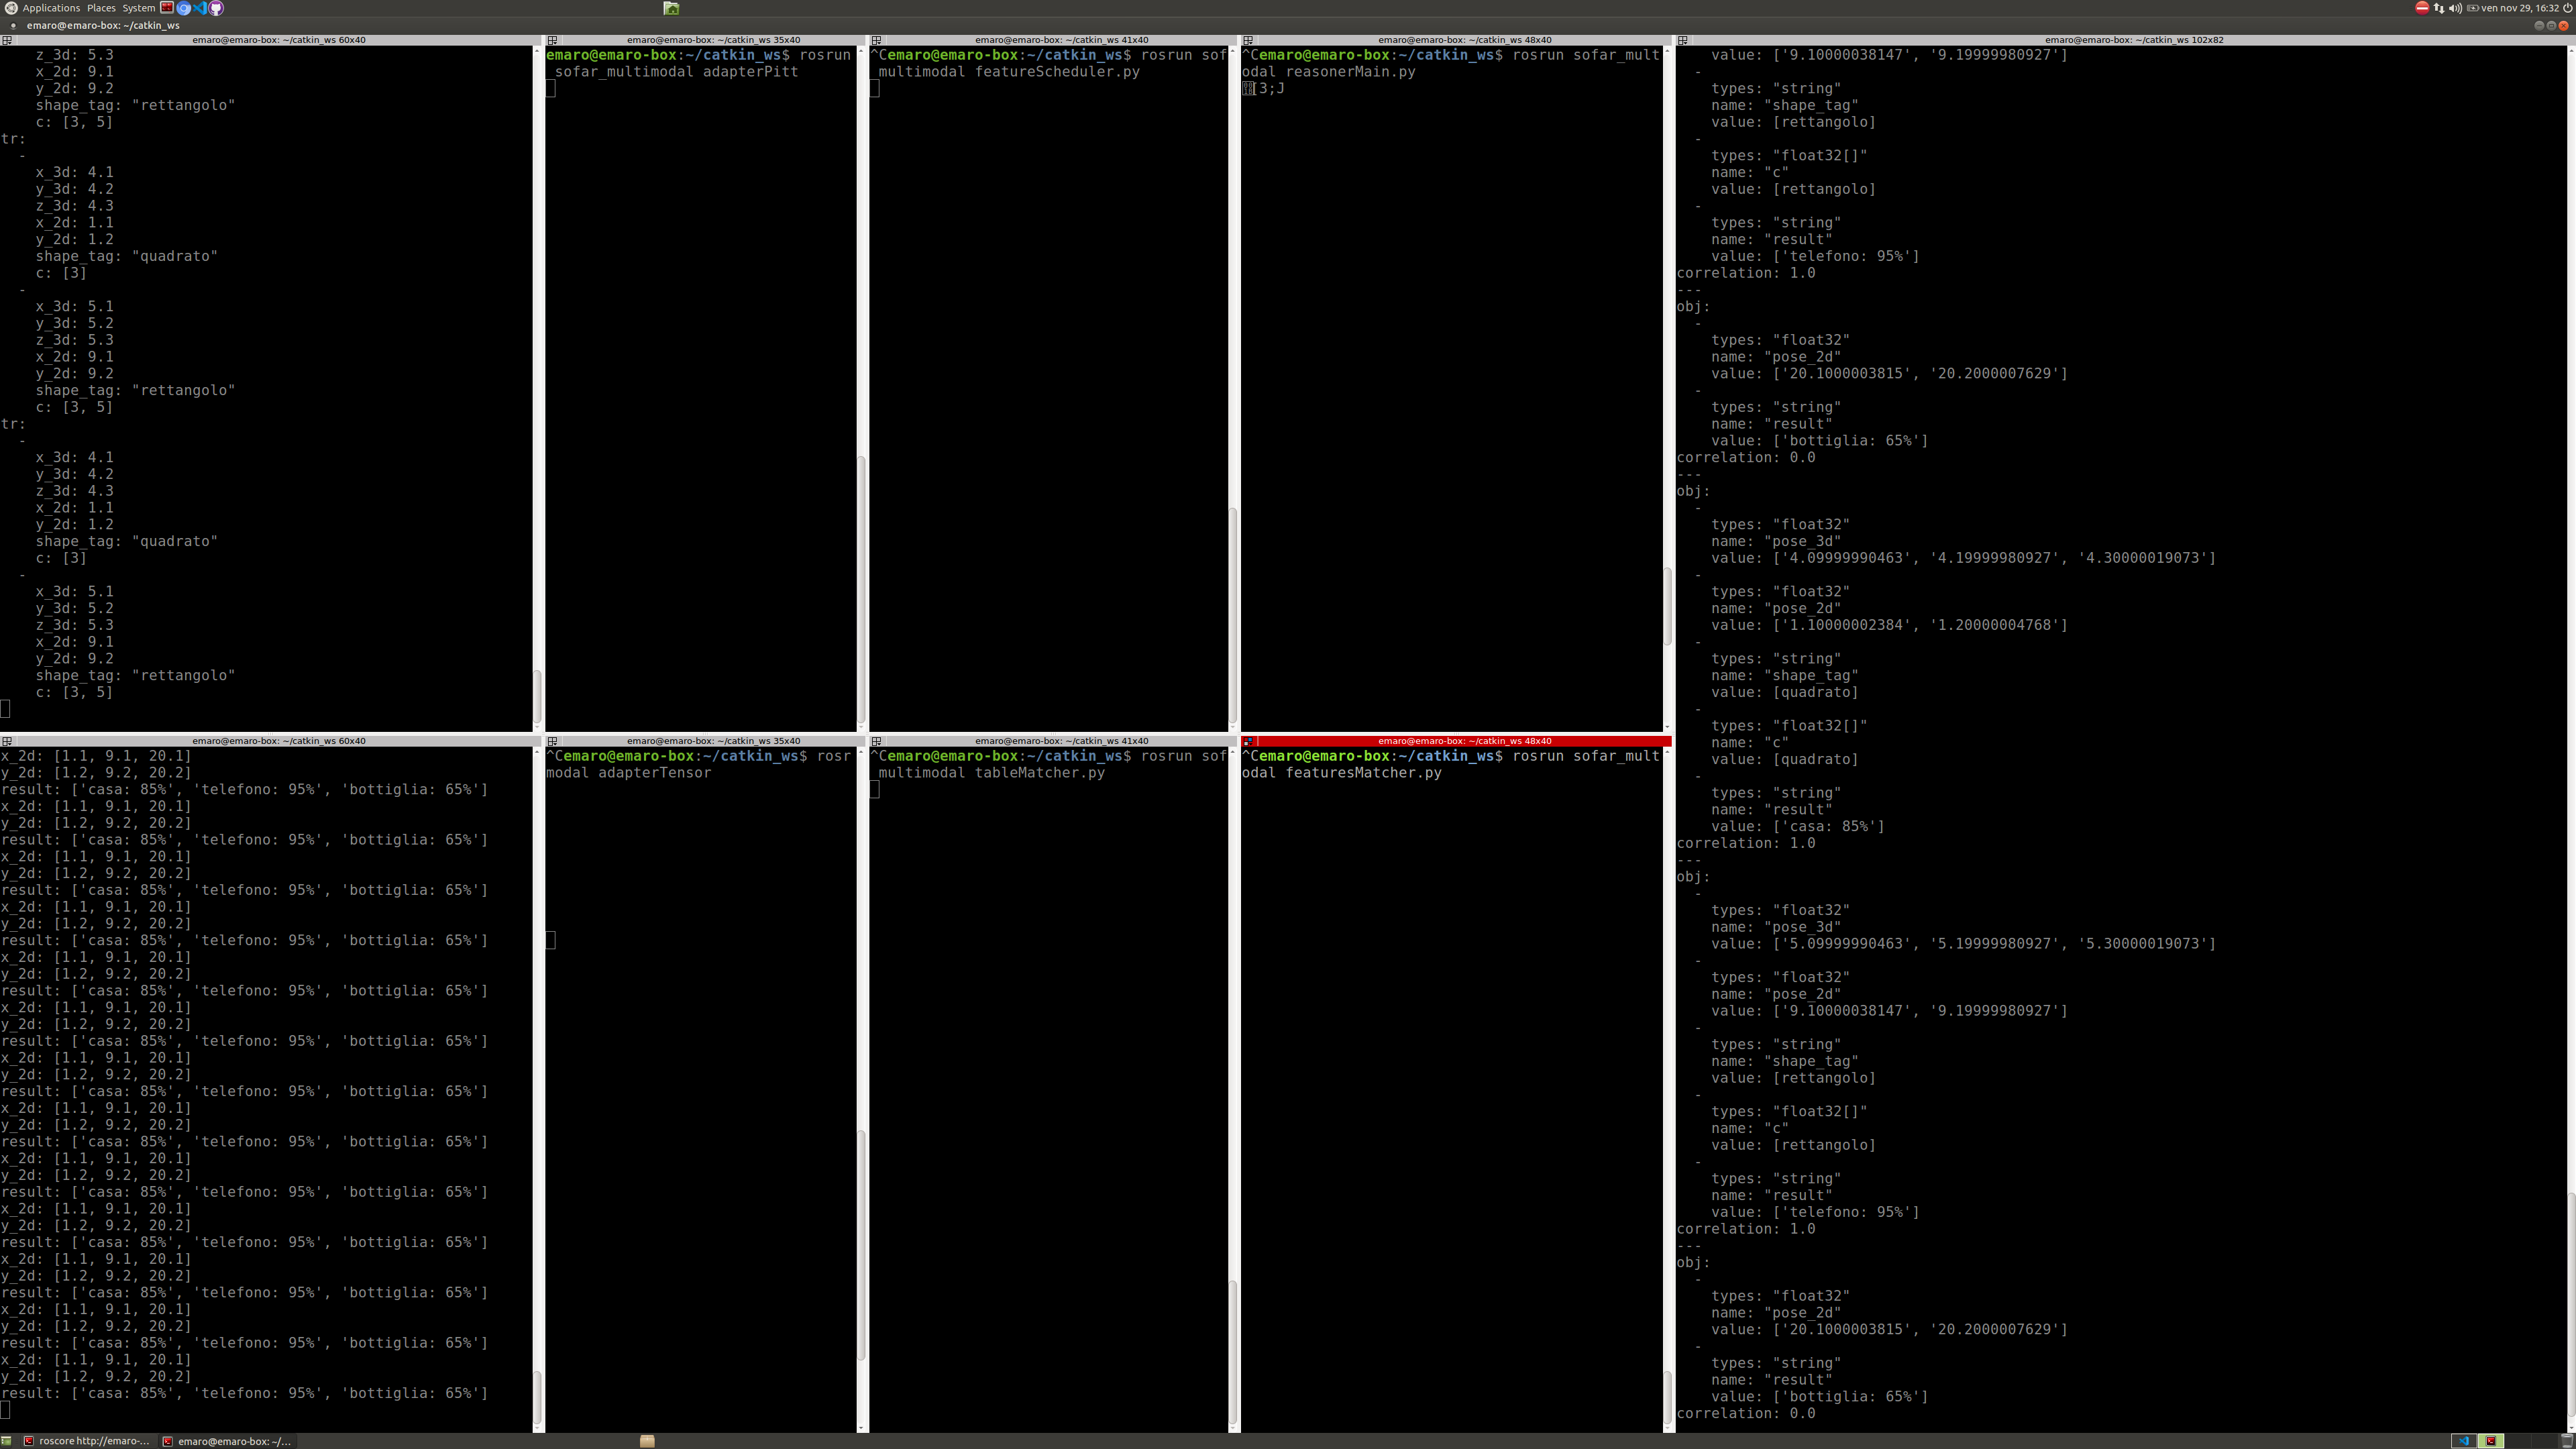 Applications Places System
ven nov 29, 16:32
emaro@emaro-box: ~/catkin_ws
emaro@emaro-box: ~/catkin_ws 60x40
    z_3d: 5.3
    x_2d: 9.1
    y_2d: 9.2
    shape_tag: "rettangolo"
    c: [3, 5]
tr:
  -
    x_3d: 4.1
    y_3d: 4.2
    z_3d: 4.3
    x_2d: 1.1
    y_2d: 1.2
    shape_tag: "quadrato"
    c: [3]
  -
    x_3d: 5.1
    y_3d: 5.2
    z_3d: 5.3
    x_2d: 9.1
    y_2d: 9.2
    shape_tag: "rettangolo"
    c: [3, 5]
tr:
  -
    x_3d: 4.1
    y_3d: 4.2
    z_3d: 4.3
    x_2d: 1.1
    y_2d: 1.2
    shape_tag: "quadrato"
    c: [3]
  -
    x_3d: 5.1
    y_3d: 5.2
    z_3d: 5.3
    x_2d: 9.1
    y_2d: 9.2
    shape_tag: "rettangolo"
    c: [3, 5]
emaro@emaro-box: ~/catkin_ws 35x40
emaro@emaro-box:~/catkin_ws$ rosrun
 sofar_multimodal adapterPitt
emaro@emaro-box: ~/catkin_ws 41x40
^Cemaro@emaro-box:~/catkin_ws$ rosrun sof
_multimodal featureScheduler.py
emaro@emaro-box: ~/catkin_ws 48x40
^Cemaro@emaro-box:~/catkin_ws$ rosrun sofar_mult
odal reasonerMain.py
[3;J
emaro@emaro-box: ~/catkin_ws 60x40
x_2d: [1.1, 9.1, 20.1]
y_2d: [1.2, 9.2, 20.2]
result: ['casa: 85%', 'telefono: 95%', 'bottiglia: 65%']
x_2d: [1.1, 9.1, 20.1]
y_2d: [1.2, 9.2, 20.2]
result: ['casa: 85%', 'telefono: 95%', 'bottiglia: 65%']
x_2d: [1.1, 9.1, 20.1]
y_2d: [1.2, 9.2, 20.2]
result: ['casa: 85%', 'telefono: 95%', 'bottiglia: 65%']
x_2d: [1.1, 9.1, 20.1]
y_2d: [1.2, 9.2, 20.2]
result: ['casa: 85%', 'telefono: 95%', 'bottiglia: 65%']
x_2d: [1.1, 9.1, 20.1]
y_2d: [1.2, 9.2, 20.2]
result: ['casa: 85%', 'telefono: 95%', 'bottiglia: 65%']
x_2d: [1.1, 9.1, 20.1]
y_2d: [1.2, 9.2, 20.2]
result: ['casa: 85%', 'telefono: 95%', 'bottiglia: 65%']
x_2d: [1.1, 9.1, 20.1]
y_2d: [1.2, 9.2, 20.2]
result: ['casa: 85%', 'telefono: 95%', 'bottiglia: 65%']
x_2d: [1.1, 9.1, 20.1]
y_2d: [1.2, 9.2, 20.2]
result: ['casa: 85%', 'telefono: 95%', 'bottiglia: 65%']
x_2d: [1.1, 9.1, 20.1]
y_2d: [1.2, 9.2, 20.2]
result: ['casa: 85%', 'telefono: 95%', 'bottiglia: 65%']
x_2d: [1.1, 9.1, 20.1]
y_2d: [1.2, 9.2, 20.2]
result: ['casa: 85%', 'telefono: 95%', 'bottiglia: 65%']
x_2d: [1.1, 9.1, 20.1]
y_2d: [1.2, 9.2, 20.2]
result: ['casa: 85%', 'telefono: 95%', 'bottiglia: 65%']
x_2d: [1.1, 9.1, 20.1]
y_2d: [1.2, 9.2, 20.2]
result: ['casa: 85%', 'telefono: 95%', 'bottiglia: 65%']
x_2d: [1.1, 9.1, 20.1]
y_2d: [1.2, 9.2, 20.2]
result: ['casa: 85%', 'telefono: 95%', 'bottiglia: 65%']
emaro@emaro-box: ~/catkin_ws 35x40
^Cemaro@emaro-box:~/catkin_ws$ rosr
modal adapterTensor
emaro@emaro-box: ~/catkin_ws 41x40
^Cemaro@emaro-box:~/catkin_ws$ rosrun sof
_multimodal tableMatcher.py
emaro@emaro-box: ~/catkin_ws 48x40
^Cemaro@emaro-box:~/catkin_ws$ rosrun sofar_mult
odal featuresMatcher.py
emaro@emaro-box: ~/catkin_ws 102x82
    value: ['9.10000038147', '9.19999980927']
  -
    types: "string"
    name: "shape_tag"
    value: [rettangolo]
  -
    types: "float32[]"
    name: "c"
    value: [rettangolo]
  -
    types: "string"
    name: "result"
    value: ['telefono: 95%']
correlation: 1.0
---
obj:
  -
    types: "float32"
    name: "pose_2d"
    value: ['20.1000003815', '20.2000007629']
  -
    types: "string"
    name: "result"
    value: ['bottiglia: 65%']
correlation: 0.0
---
obj:
  -
    types: "float32"
    name: "pose_3d"
    value: ['4.09999990463', '4.19999980927', '4.30000019073']
  -
    types: "float32"
    name: "pose_2d"
    value: ['1.10000002384', '1.20000004768']
  -
    types: "string"
    name: "shape_tag"
    value: [quadrato]
  -
    types: "float32[]"
    name: "c"
    value: [quadrato]
  -
    types: "string"
    name: "result"
    value: ['casa: 85%']
correlation: 1.0
---
obj:
  -
    types: "float32"
    name: "pose_3d"
    value: ['5.09999990463', '5.19999980927', '5.30000019073']
  -
    types: "float32"
    name: "pose_2d"
    value: ['9.10000038147', '9.19999980927']
  -
    types: "string"
    name: "shape_tag"
    value: [rettangolo]
  -
    types: "float32[]"
    name: "c"
    value: [rettangolo]
  -
    types: "string"
    name: "result"
    value: ['telefono: 95%']
correlation: 1.0
---
obj:
  -
    types: "float32"
    name: "pose_2d"
    value: ['20.1000003815', '20.2000007629']
  -
    types: "string"
    name: "result"
    value: ['bottiglia: 65%']
correlation: 0.0
roscore http://emaro-...
emaro@emaro-box: ~/...